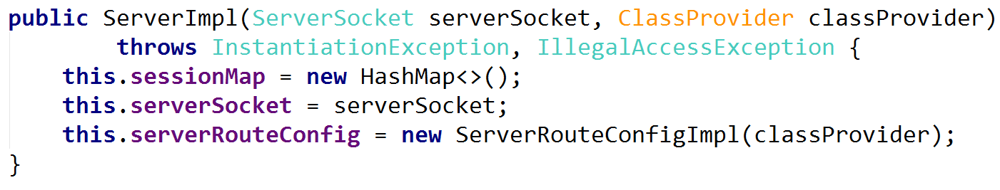 public ServerImpl(ServerSocket serverSocket, ClassProvider classProvider)
        throws InstantiationException, IllegalAccessException {
    this.sessionMap = new HashMap<>();
    this.serverSocket = serverSocket;
    this.serverRouteConfig = new ServerRouteConfigImpl(classProvider);
}